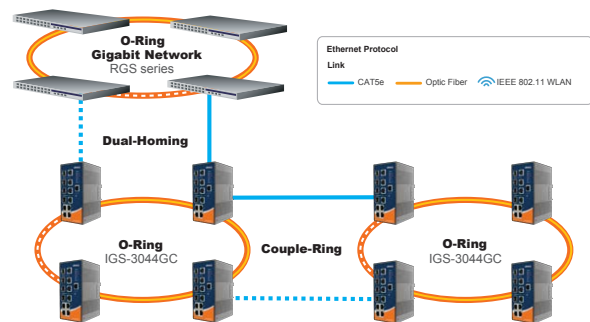 O-Ring
Gigabit Network
RGS series
Ethernet Protocol
Link
CAT5e
Optic Fiber
IEEE 802.11 WLAN
Dual-Homing
O-Ring
IGS-3044GC
Couple-Ring
O-Ring
IGS-3044GC